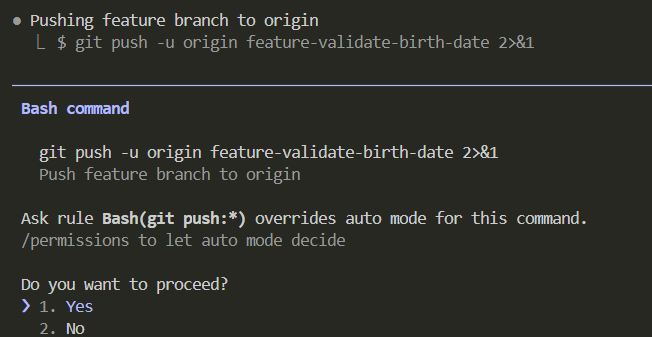 ● Pushing feature branch to origin
⎿ $ git push -u origin feature-validate-birth-date 2>&1
Bash command
git push -u origin feature-validate-birth-date 2>&1
Push feature branch to origin
Ask rule Bash(git push:*) overrides auto mode for this command.
/permissions to let auto mode decide
Do you want to proceed?
❯ 1. Yes
2. No